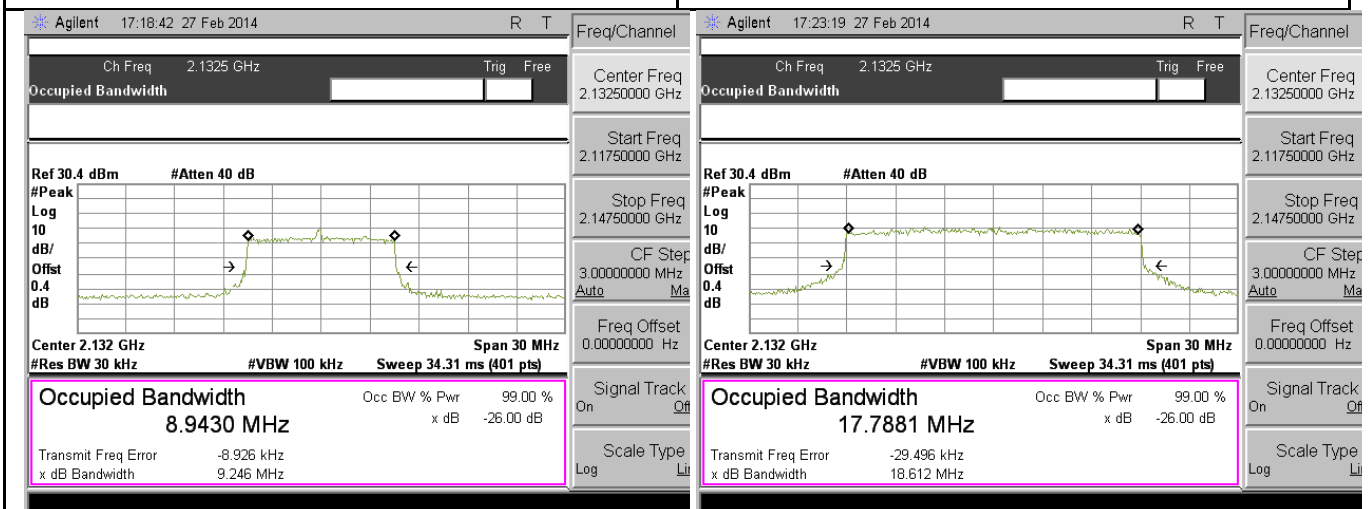 Agilent 17:18:42 27 Feb 2014 R T
Freq/Channel
Ch Freq 2.1325 GHz Trig Free
Occupied Bandwidth
Center Freq
2.13250000 GHz
Start Freq
2.11750000 GHz
Stop Freq
2.14750000 GHz
CF Step
3.00000000 MHz
Auto Ma
Freq Offset
0.00000000 Hz
Signal Track
On Off
Scale Type
Log Li
Ref 30.4 dBm #Atten 40 dB
#Peak
Log
10
dB/
Offst
0.4
dB
Center 2.132 GHz Span 30 MHz
#Res BW 30 kHz #VBW 100 kHz Sweep 34.31 ms (401 pts)
Occupied Bandwidth Occ BW % Pwr 99.00 %
8.9430 MHz x dB -26.00 dB
Transmit Freq Error -8.926 kHz
x dB Bandwidth 9.246 MHz
Agilent 17:23:19 27 Feb 2014 R T
Freq/Channel
Ch Freq 2.1325 GHz Trig Free
Occupied Bandwidth
Center Freq
2.13250000 GHz
Start Freq
2.11750000 GHz
Stop Freq
2.14750000 GHz
CF Step
3.00000000 MHz
Auto Ma
Freq Offset
0.00000000 Hz
Signal Track
On Off
Scale Type
Log Li
Ref 30.4 dBm #Atten 40 dB
#Peak
Log
10
dB/
Offst
0.4
dB
Center 2.132 GHz Span 30 MHz
#Res BW 30 kHz #VBW 100 kHz Sweep 34.31 ms (401 pts)
Occupied Bandwidth Occ BW % Pwr 99.00 %
17.7881 MHz x dB -26.00 dB
Transmit Freq Error -29.496 kHz
x dB Bandwidth 18.612 MHz